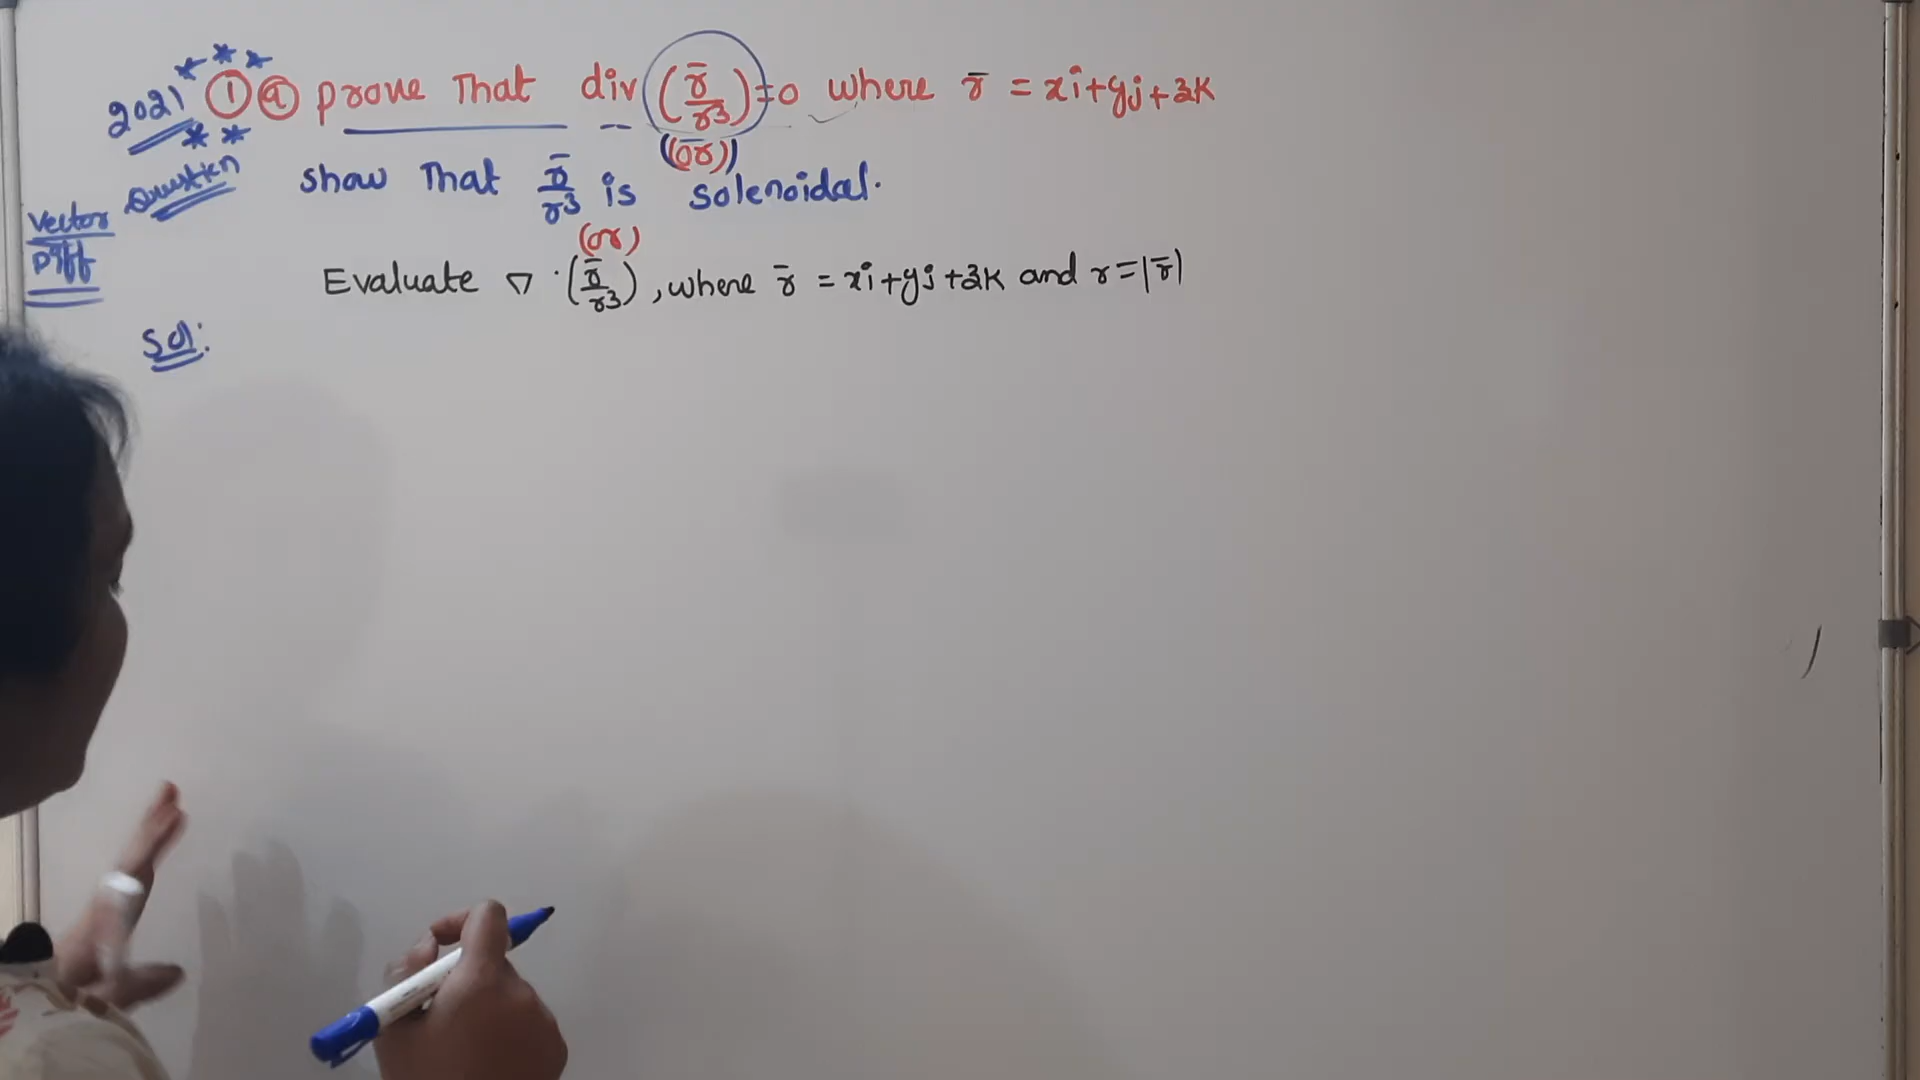 2021 *** ① ⓐ prove That div (r̄/r³)=0 where r̄ = xi+yj+zk
** ((or))
Question show That r̄/r³ is solenoidal.
Vector
Diff
(or)
Evaluate ∇ · (r̄/r³), where r̄ = xi+yj+zk and r=|r̄|
Sol: